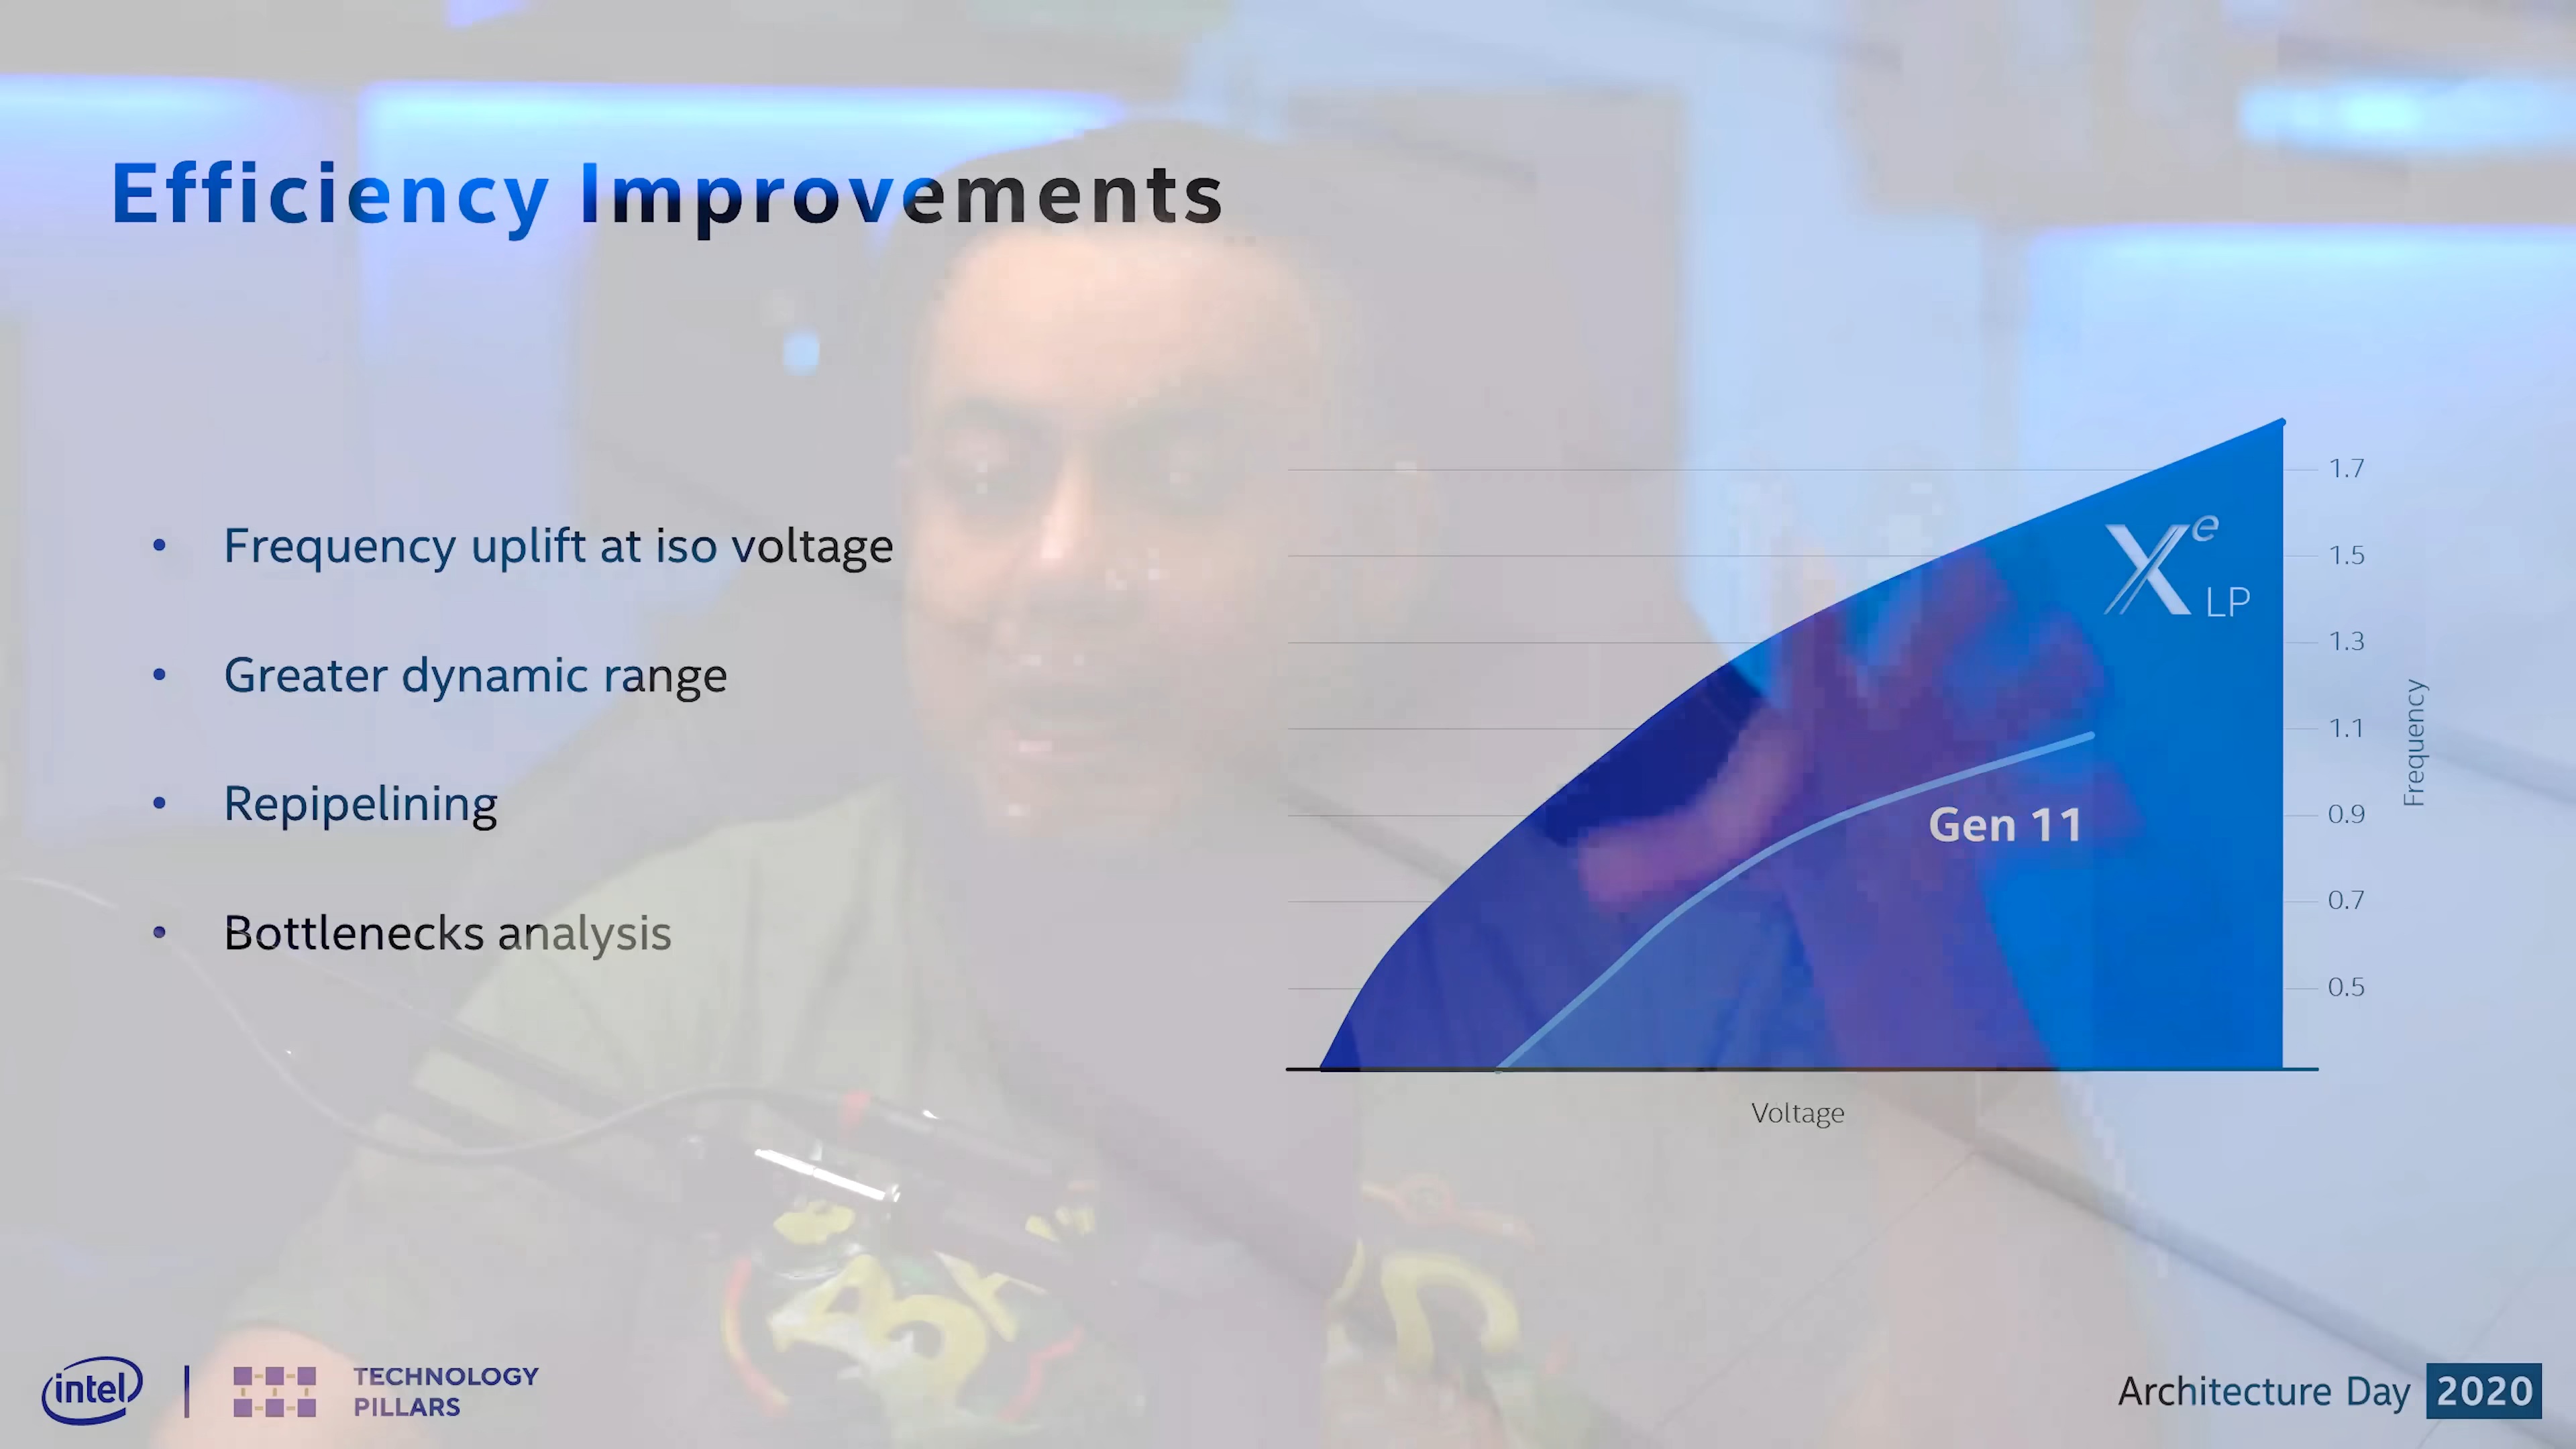 Efficiency Improvements
• Frequency uplift at iso voltage
• Greater dynamic range
• Repipelining
• Bottlenecks analysis
1.7
1.5
1.3
1.1
0.9
0.7
0.5
Frequency
Xe LP
Gen 11
Voltage
intel
TECHNOLOGY
PILLARS
Architecture Day 2020